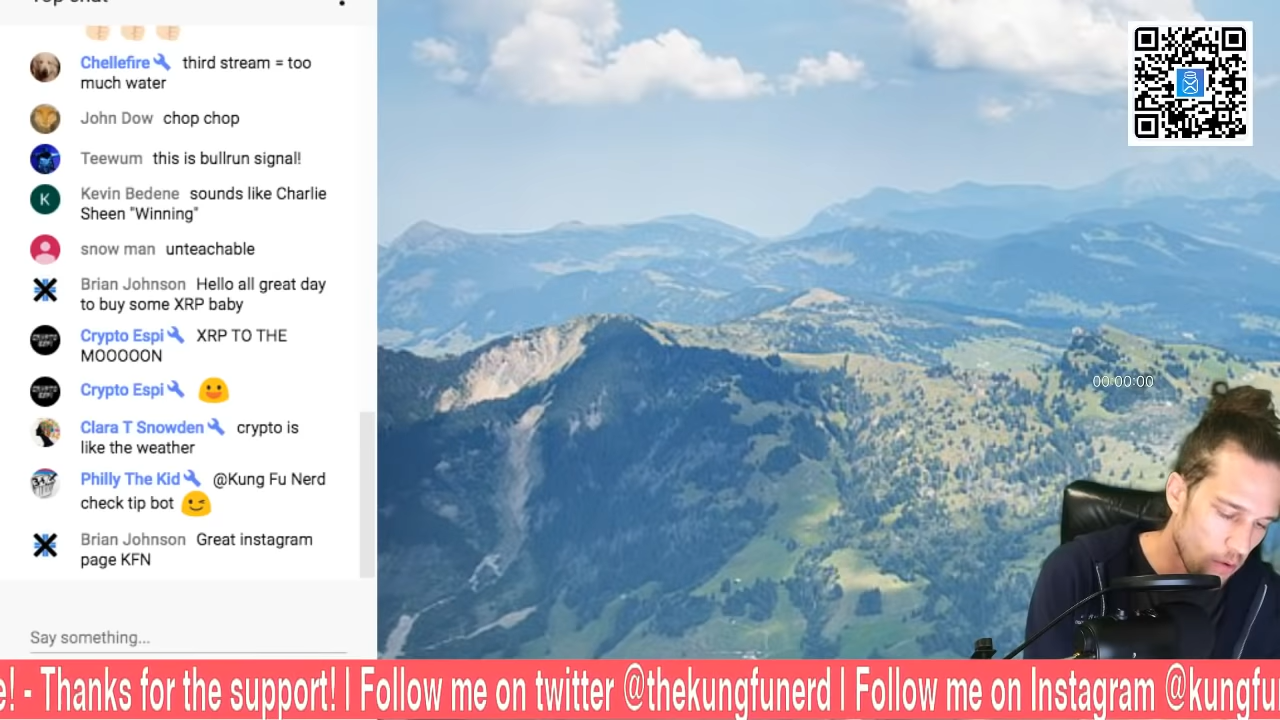 Top chat
Chellefire third stream = too
much water
John Dow chop chop
Teewum this is bullrun signal!
K
Kevin Bedene sounds like Charlie
Sheen "Winning"
snow man unteachable
Brian Johnson Hello all great day
to buy some XRP baby
Crypto Espi XRP TO THE
MOOOOON
Crypto Espi
Clara T Snowden crypto is
like the weather
Philly The Kid @Kung Fu Nerd
check tip bot
Brian Johnson Great instagram
page KFN
Say something...
00:00:00
e! - Thanks for the support! | Follow me on twitter @thekungfunerd | Follow me on Instagram @kungfu